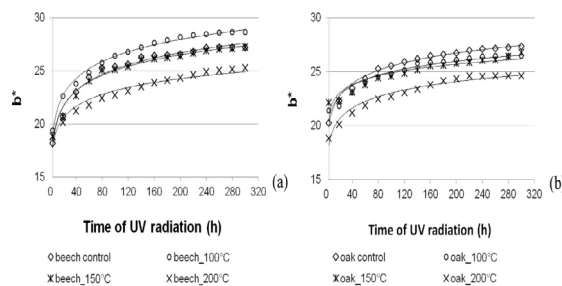 30
25
20
15
b*
0 40 80 120 160 200 240 280 320
(a)
Time of UV radiation (h)
beech control
beech_100°C
beech_150°C
beech_200°C
30
25
20
15
b*
0 40 80 120 160 200 240 280 320
(b
Time of UV radiation (h)
oak control
oak_100°C
oak_150°C
oak_200°C